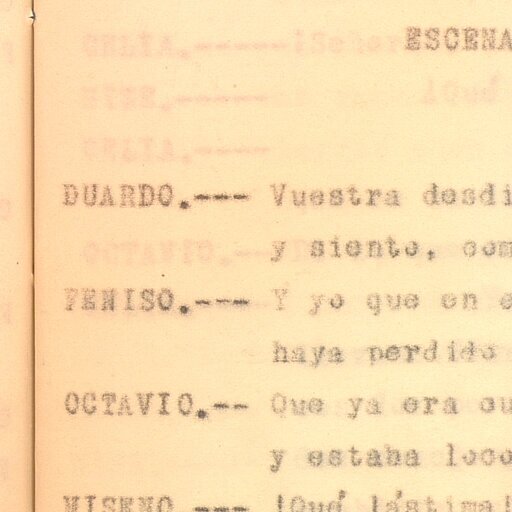 ESCENA
DUARDO.--- Vuestra desdi
y siento, com
FENISO.--- Y yo que en e
haya perdido
OCTAVIO.-- Que ya era cu
y estaba loco
MISENO.--- !Qué lástima!